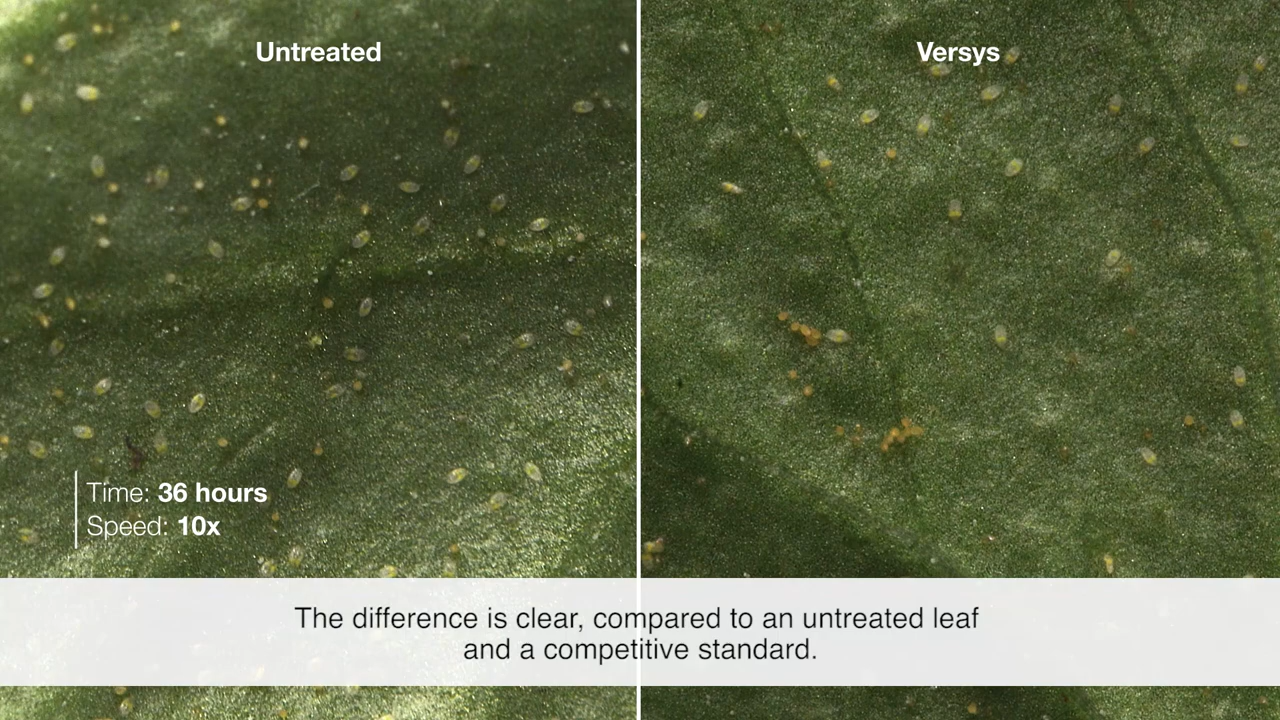 Untreated
Versys
Time: 36 hours
Speed: 10x
The difference is clear, compared to an untreated leaf
and a competitive standard.